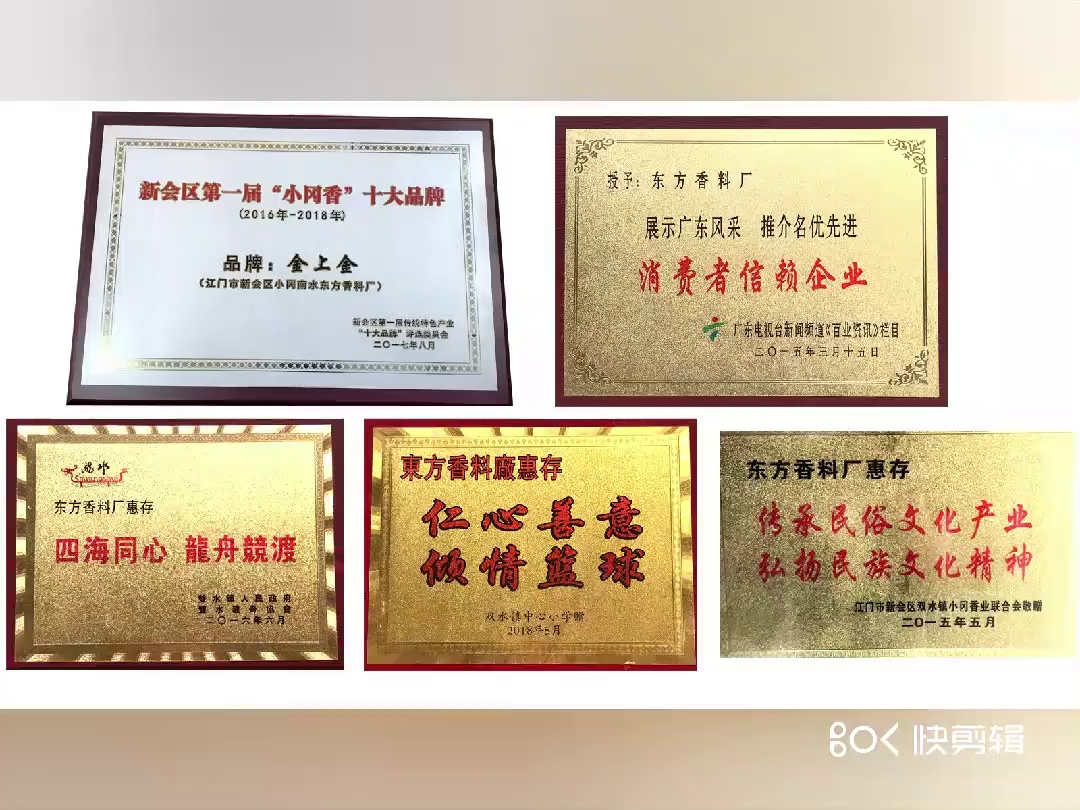 新会区第一届“小冈香”十大品牌
(2016年-2018年)
品牌：金上金
（江门市新会区小冈南水东方香料厂）
新会区第一届传统特色产业
“十大品牌”评选委员会
二〇一七年八月
授予：东方香料厂
展示广东风采 推介名优先进
消费者信赖企业
广东电视台新闻频道《百业资讯》栏目
二〇一五年三月十五日
东方香料厂惠存
四海同心 龍舟競渡
双水镇人民政府
二〇一六年六月
東方香料廠惠存
仁心善意
倾情篮球
双水镇中心小学赠
2018年5月
东方香料厂惠存
传承民俗文化产业
弘扬民族文化精神
江门市新会区双水镇小冈香业联合会敬赠
二〇一五年五月
快剪辑